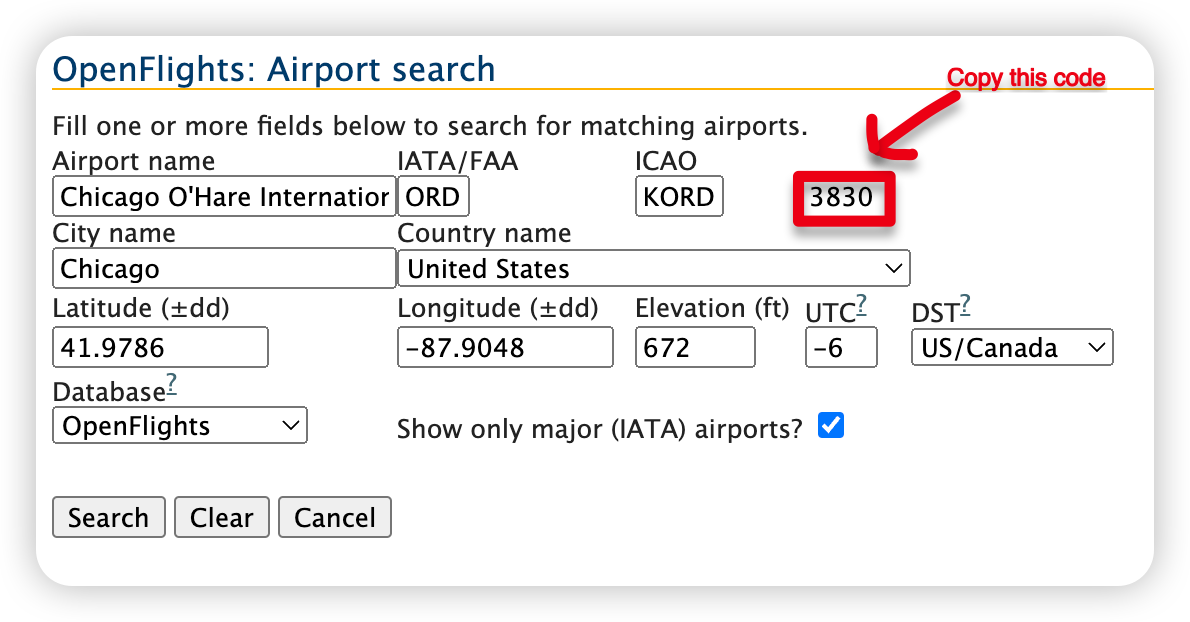 OpenFlights: Airport search
Copy this code
Fill one or more fields below to search for matching airports.
Airport name IATA/FAA ICAO
Chicago O'Hare Internation ORD KORD 3830
City name Country name
Chicago United States
Latitude (±dd) Longitude (±dd) Elevation (ft) UTC? DST?
41.9786 -87.9048 672 -6 US/Canada
Database?
OpenFlights Show only major (IATA) airports?
Search Clear Cancel